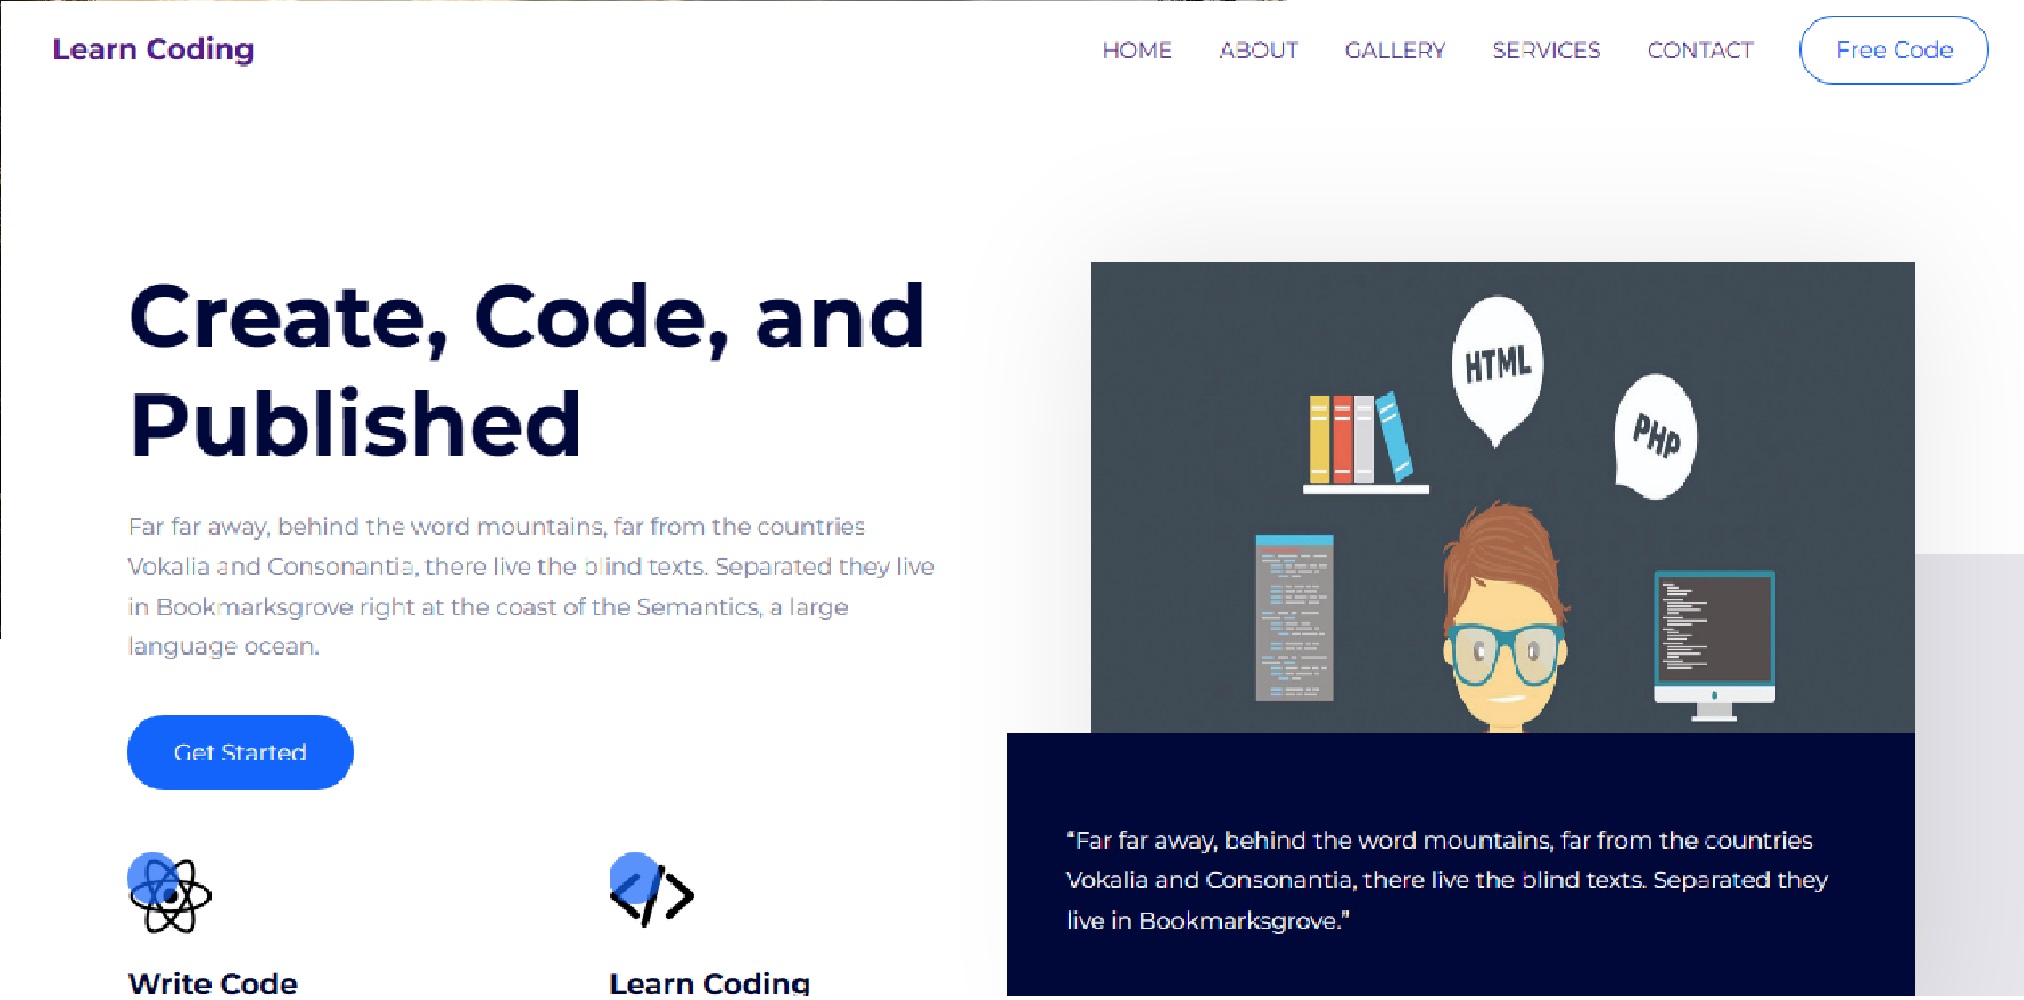 Learn Coding
HOME ABOUT GALLERY SERVICES CONTACT Free Code
Create, Code, and
Published
Far far away, behind the word mountains, far from the countries
Vokalia and Consonantia, there live the blind texts. Separated they live
in Bookmarksgrove right at the coast of the Semantics, a large
language ocean.
Get Started
Write Code
Learn Coding
HTML
PHP
“Far far away, behind the word mountains, far from the countries
Vokalia and Consonantia, there live the blind texts. Separated they
live in Bookmarksgrove.”